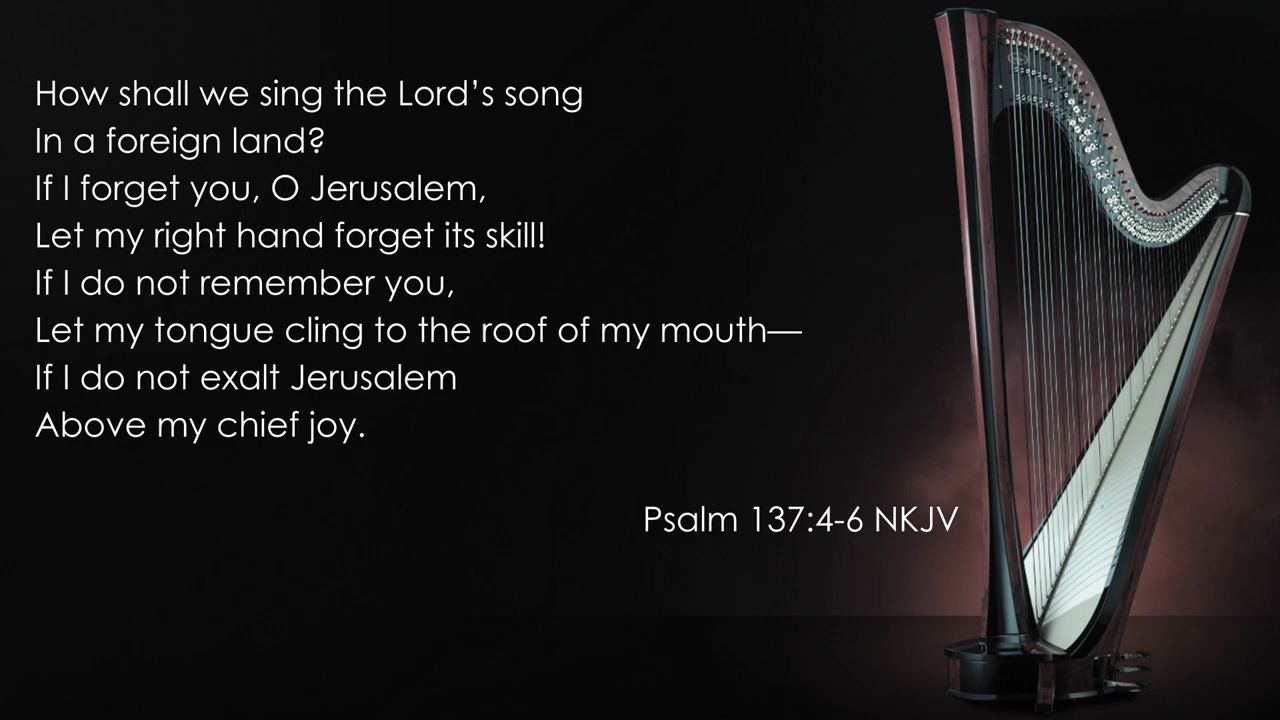 How shall we sing the Lord’s song
In a foreign land?
If I forget you, O Jerusalem,
Let my right hand forget its skill!
If I do not remember you,
Let my tongue cling to the roof of my mouth—
If I do not exalt Jerusalem
Above my chief joy.
Psalm 137:4-6 NKJV